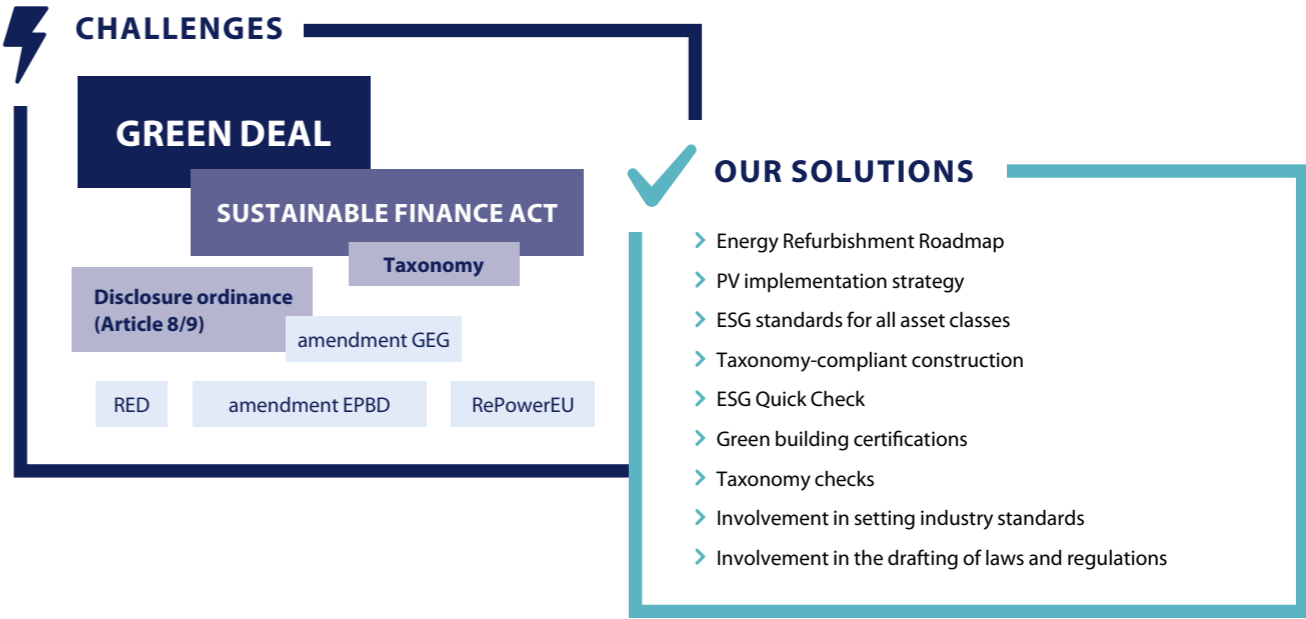 CHALLENGES
GREEN DEAL
SUSTAINABLE FINANCE ACT
Taxonomy
Disclosure ordinance
(Article 8/9)
amendment GEG
RED
amendment EPBD
RePowerEU
OUR SOLUTIONS
Energy Refurbishment Roadmap
PV implementation strategy
ESG standards for all asset classes
Taxonomy-compliant construction
ESG Quick Check
Green building certifications
Taxonomy checks
Involvement in setting industry standards
Involvement in the drafting of laws and regulations